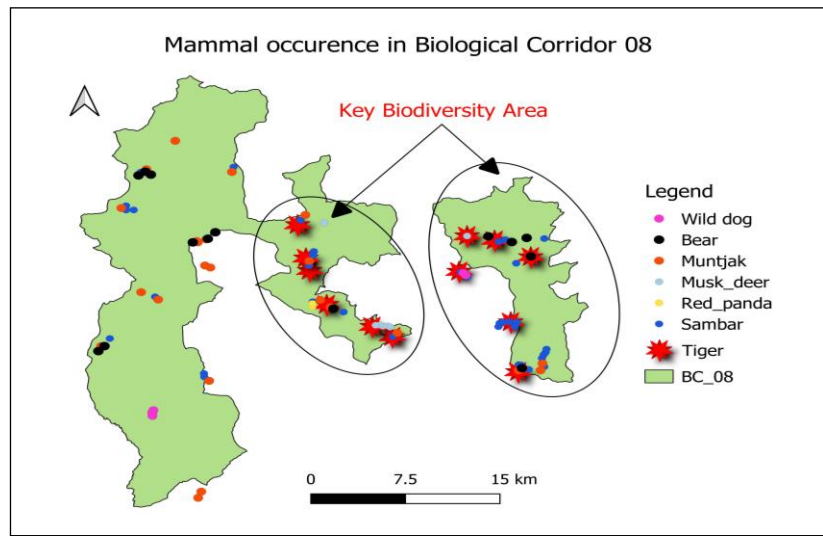 Mammal occurence in Biological Corridor 08
Key Biodiversity Area
Legend
Wild dog
Bear
Muntjak
Musk_deer
Red_panda
Sambar
Tiger
BC_08
0 7.5 15 km